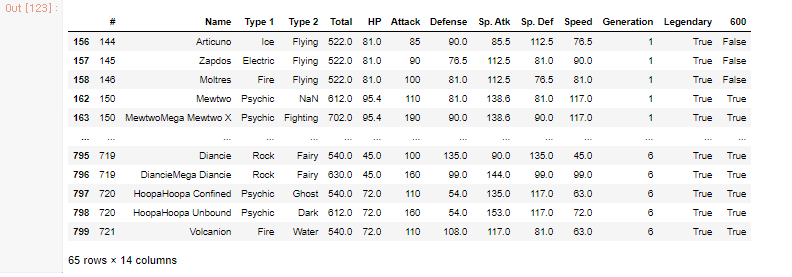 Out [123] :
# Name Type 1 Type 2 Total HP Attack Defense Sp. Atk Sp. Def Speed Generation Legendary 600
156 144 Articuno Ice Flying 522.0 81.0 85 90.0 85.5 112.5 76.5 1 True False
157 145 Zapdos Electric Flying 522.0 81.0 90 76.5 112.5 81.0 90.0 1 True False
158 146 Moltres Fire Flying 522.0 81.0 100 81.0 112.5 76.5 81.0 1 True False
162 150 Mewtwo Psychic NaN 612.0 95.4 110 81.0 138.6 81.0 117.0 1 True True
163 150 MewtwoMega Mewtwo X Psychic Fighting 702.0 95.4 190 90.0 138.6 90.0 117.0 1 True True
... ... ... ... ... ... ... ... ... ... ... ... ... ... ...
795 719 Diancie Rock Fairy 540.0 45.0 100 135.0 90.0 135.0 45.0 6 True True
796 719 DiancieMega Diancie Rock Fairy 630.0 45.0 160 99.0 144.0 99.0 99.0 6 True True
797 720 HoopaHoopa Confined Psychic Ghost 540.0 72.0 110 54.0 135.0 117.0 63.0 6 True True
798 720 HoopaHoopa Unbound Psychic Dark 612.0 72.0 160 54.0 153.0 117.0 72.0 6 True True
799 721 Volcanion Fire Water 540.0 72.0 110 108.0 117.0 81.0 63.0 6 True True
65 rows × 14 columns